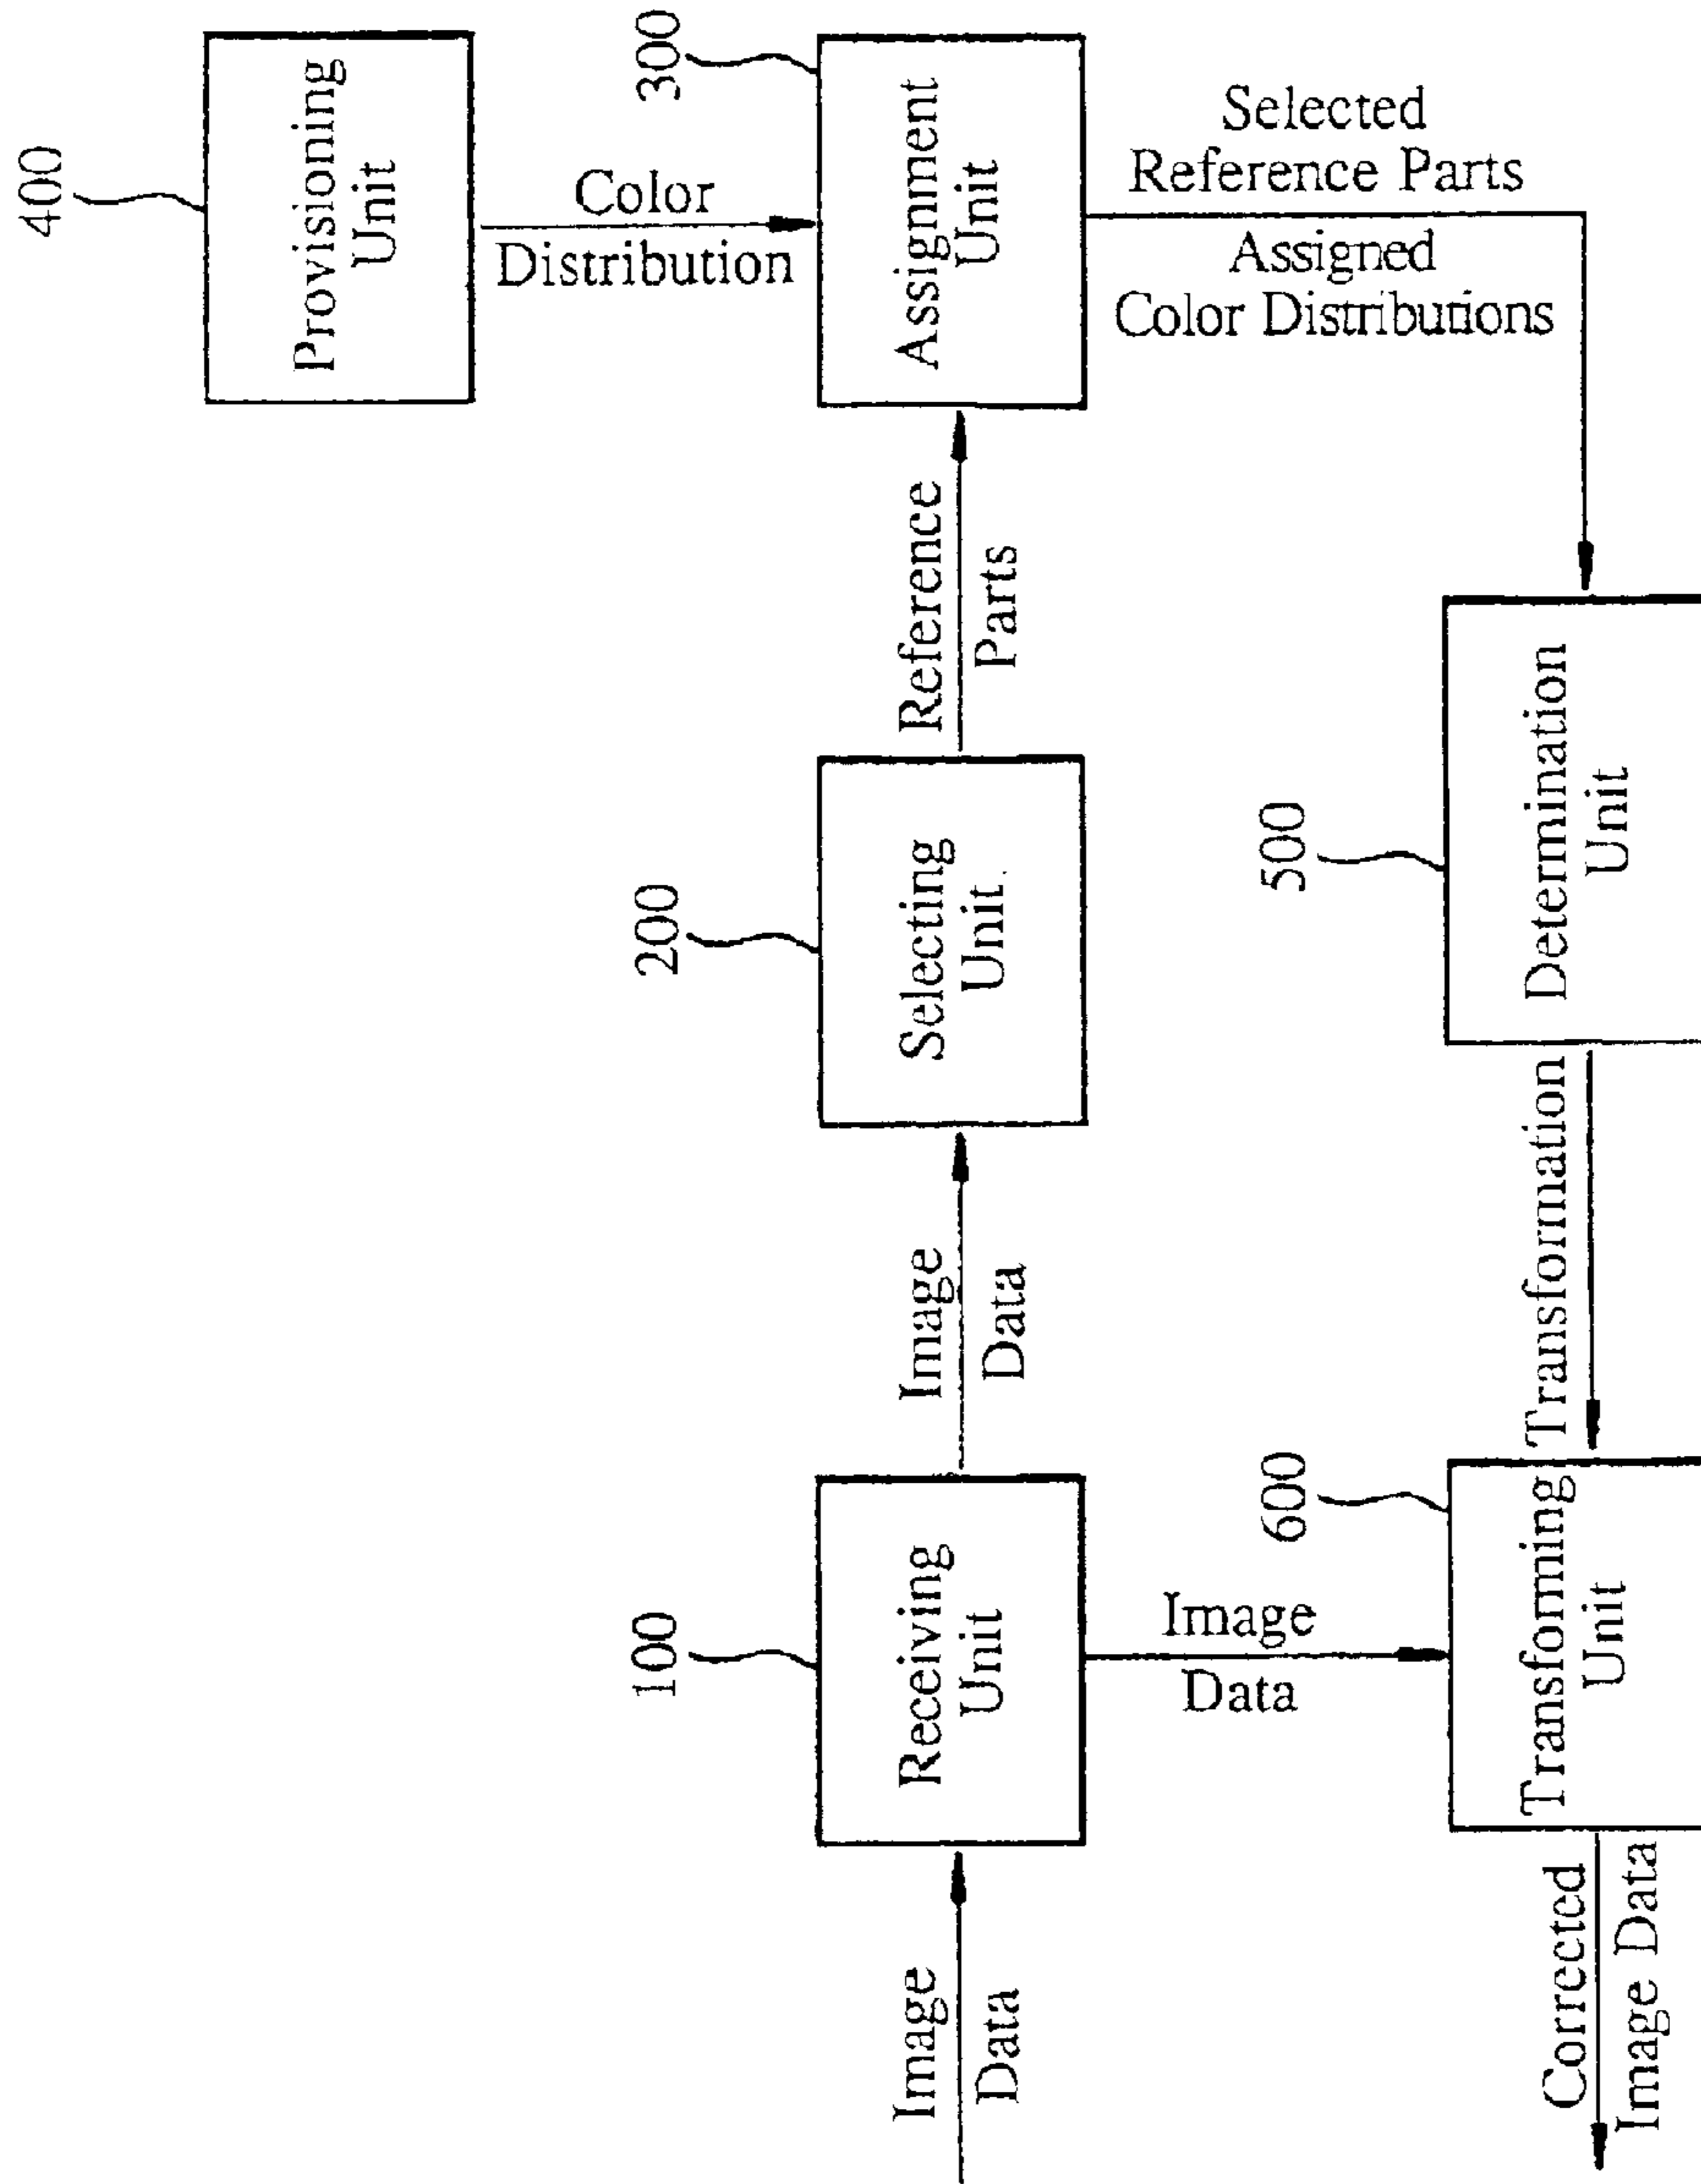 400
Provisioning
Unit
Color
Distribution
100
Receiving
Unit
200
Selecting
Unit.
300
Assignment
Unit
Image
Data
Image
Data
Reference
Parts
Image
Data
Selected
Reference Parts
Assigned
Color Distributions
600
Transforming
Unit
500
Determination
Unit
Transformation
Corrected
Image Data